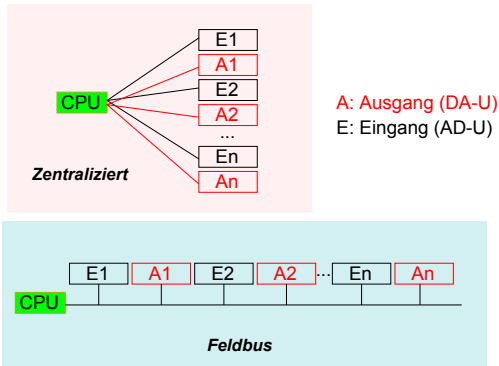 E1
A1
CPU
E2
A2
...
En
An
Zentraliziert
A: Ausgang (DA-U)
E: Eingang (AD-U)
E1 A1 E2 A2 ... En An
CPU
Feldbus